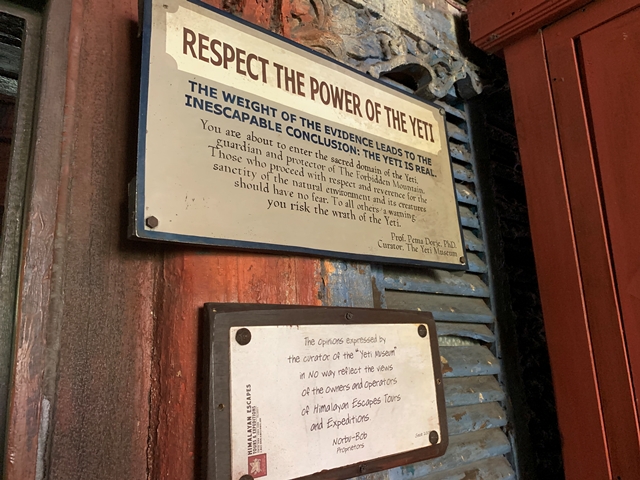 RESPECT THE POWER OF THE YETI
THE WEIGHT OF THE EVIDENCE LEADS TO THE
INESCAPABLE CONCLUSION: THE YETI IS REAL.
You are about to enter the sacred domain of the Yeti,
guardian and protector of The Forbidden Mountain.
Those who proceed with respect and reverence for the
sanctity of the natural environment and its creatures
should have no fear. To all others a warning
you risk the wrath of the Yeti.
Prof. Pema Dorje, PhD.
Curator, The Yeti Museum
The opinions expressed by
the curator of the "Yeti Museum"
in NO way reflect the views
of the owners and operators
of Himalayan Escapes Tours
and Expeditions
Norby-Bob
Proprietors
HIMALAYAN ESCAPES
TOURS & EXPEDITIONS